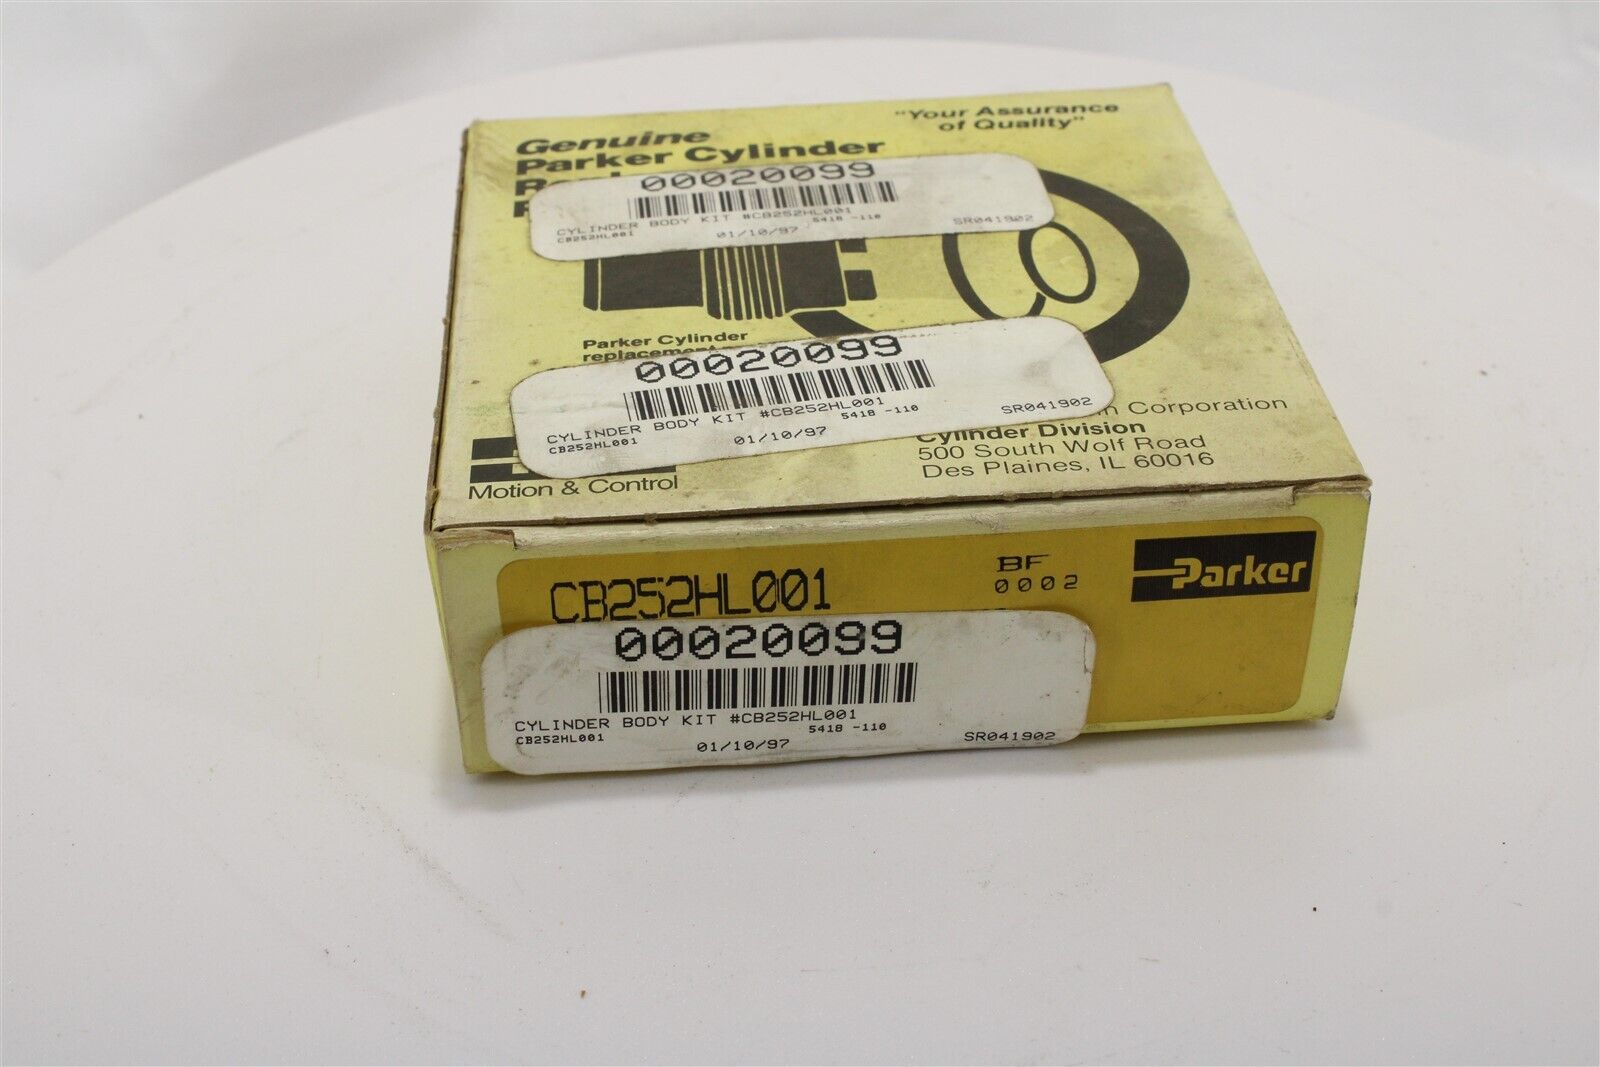 Genuine
Parker Cylinder
"Your Assurance
of Quality"
00020099
CYLINDER BODY KIT #CB252HL001
CB252HL001
5418 -110
01/10/97
SR041902
Parker Cylinder
replacement
00020099
CYLINDER BODY KIT #CB252HL001
CB252HL001
5418 -110
01/10/97
SR041902
Corporation
Cylinder Division
500 South Wolf Road
Des Plaines, IL 60016
Motion & Control
CB252HL001
BF
0002
Parker
00020099
CYLINDER BODY KIT #CB252HL001
CB252HL001
5418 -110
01/10/97
SR041902